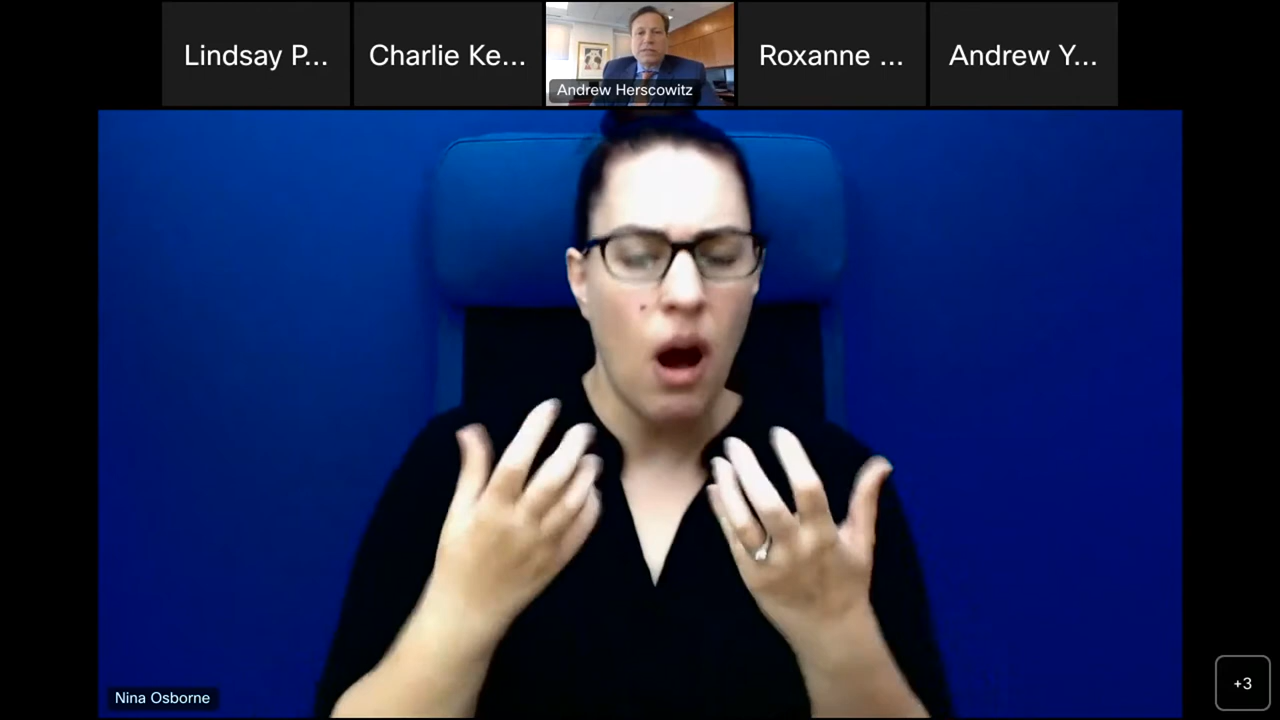 Lindsay P...
Charlie Ke...
Andrew Herscowitz
Roxanne ...
Andrew Y...
Nina Osborne
+3